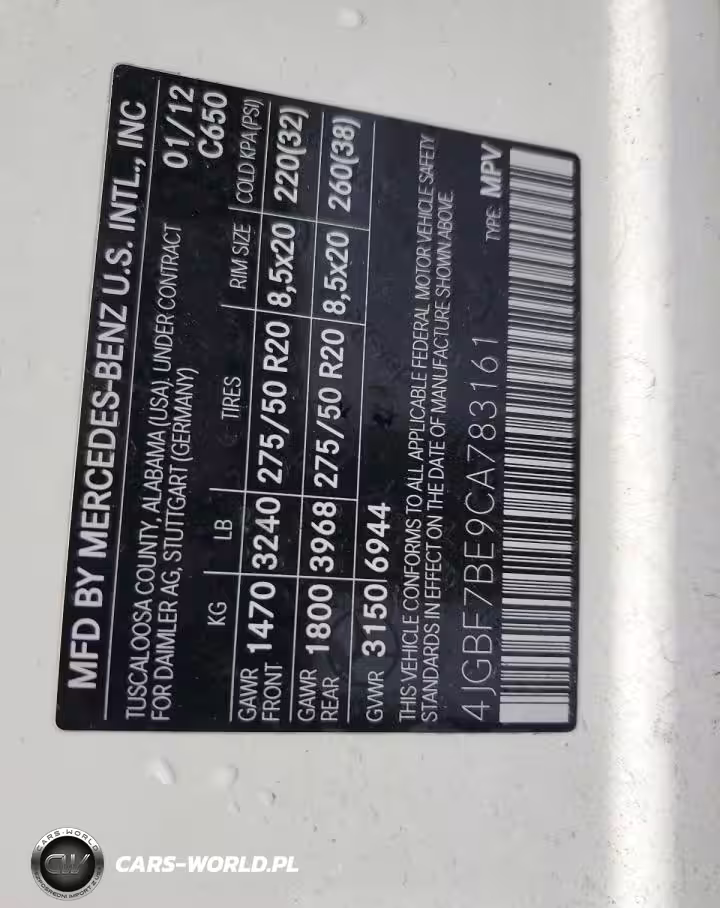 MFD BY MERCEDES-BENZ U.S. INTL., INC
TUSCALOOSA COUNTY, ALABAMA (USA). UNDER CONTRACT 01/12
FOR DAIMLER AG, STUTTGART (GERMANY) C650
KG LB TIRES RIM SIZE COLD KPA(PSI)
GAWR FRONT 1470 3240 275/50 R20 8,5x20 220(32)
GAWR REAR 1800 3968 275/50 R20 8,5x20 260(38)
GVWR 3150 6944
THIS VEHICLE CONFORMS TO ALL APPLICABLE FEDERAL MOTOR VEHICLE SAFETY
STANDARDS IN EFFECT ON THE DATE OF MANUFACTURE SHOWN ABOVE.
4JGBF7BE9CA783161 TYPE: MPV
CARS-WORLD
CW
CARS-WORLD.PL